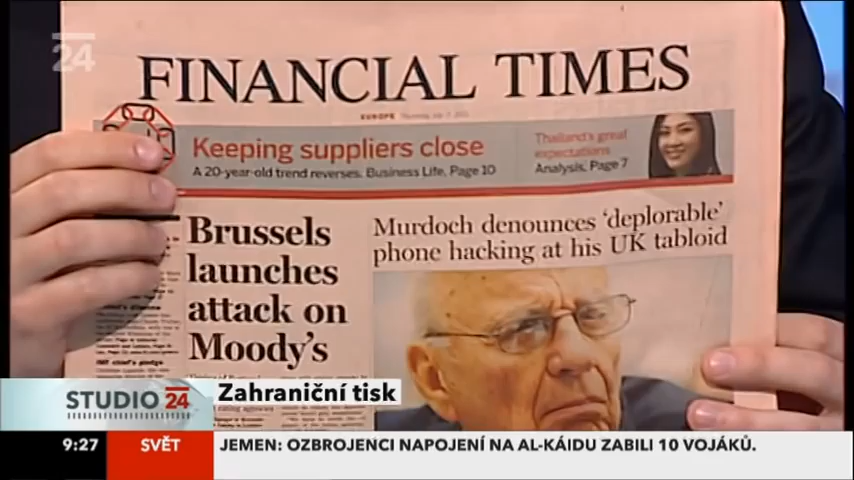 24
FINANCIAL TIMES
EUROPE
Keeping suppliers close
A 20-year-old trend reverses. Business Life, Page 10
Thailand's great
expectations
Analysis, Page 7
Brussels
launches
attack on
Moody's
Murdoch denounces 'deplorable'
phone hacking at his UK tabloid
STUDIO 24
Zahraniční tisk
9:27
SVĚT
JEMEN: OZBROJENCI NAPOJENÍ NA AL-KÁIDU ZABILI 10 VOJÁKŮ.